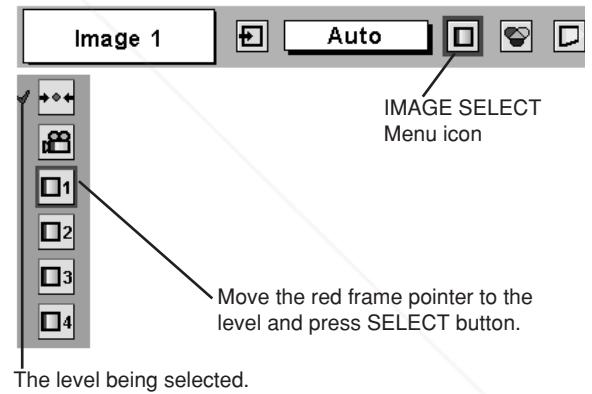 Image 1
Auto
IMAGE SELECT
Menu icon
1
2
3
4
Move the red frame pointer to the
level and press SELECT button.
The level being selected.